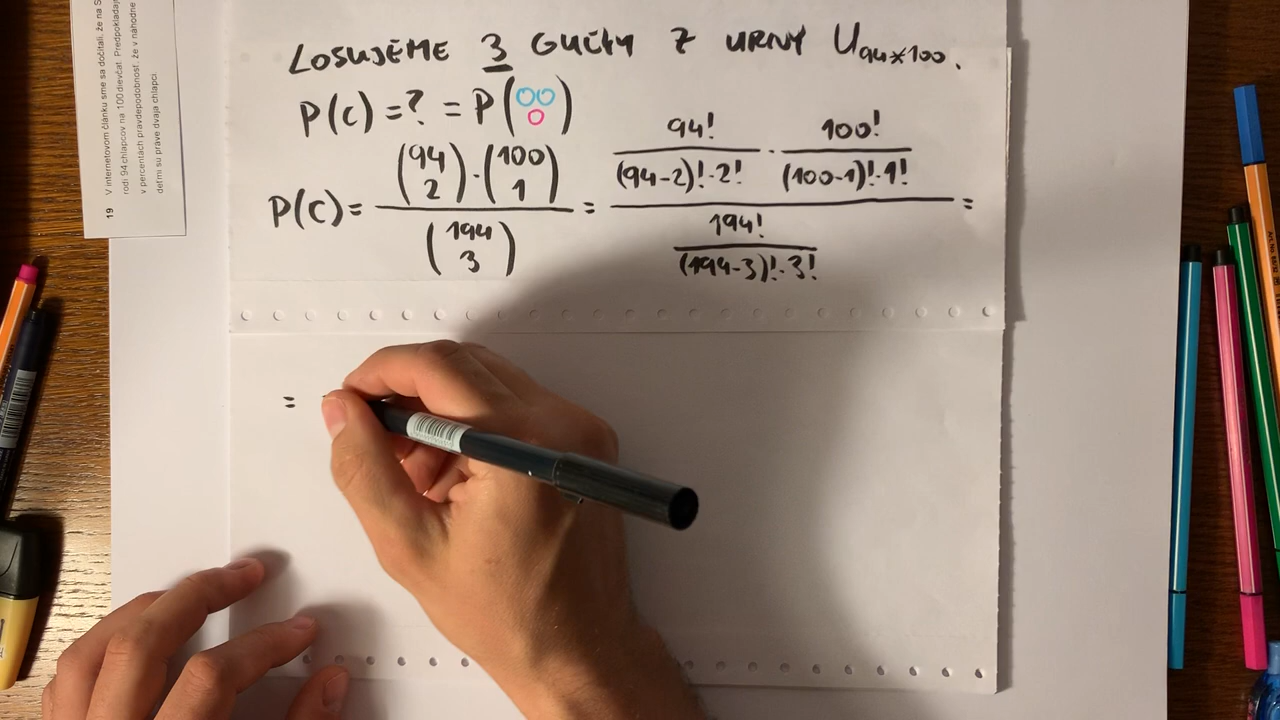 19 V internetovom článku sme sa dočítali, že na S
rodí 94 chlapcov na 100 dievčat. Predpokladaj
v percentách pravdepodobnosť, že v náhodne
deťmi sú práve dvaja chlapci.
LOSUJEME 3 GUĽKY Z URNY U94*100.
P(C) = ? = P(OO O)
P(C) = (94 2)·(100 1) / (194 3) = 94!/((94-2)!·2!) · 100!/((100-1)!·1!) / 194!/((194-3)!·3!) =
=